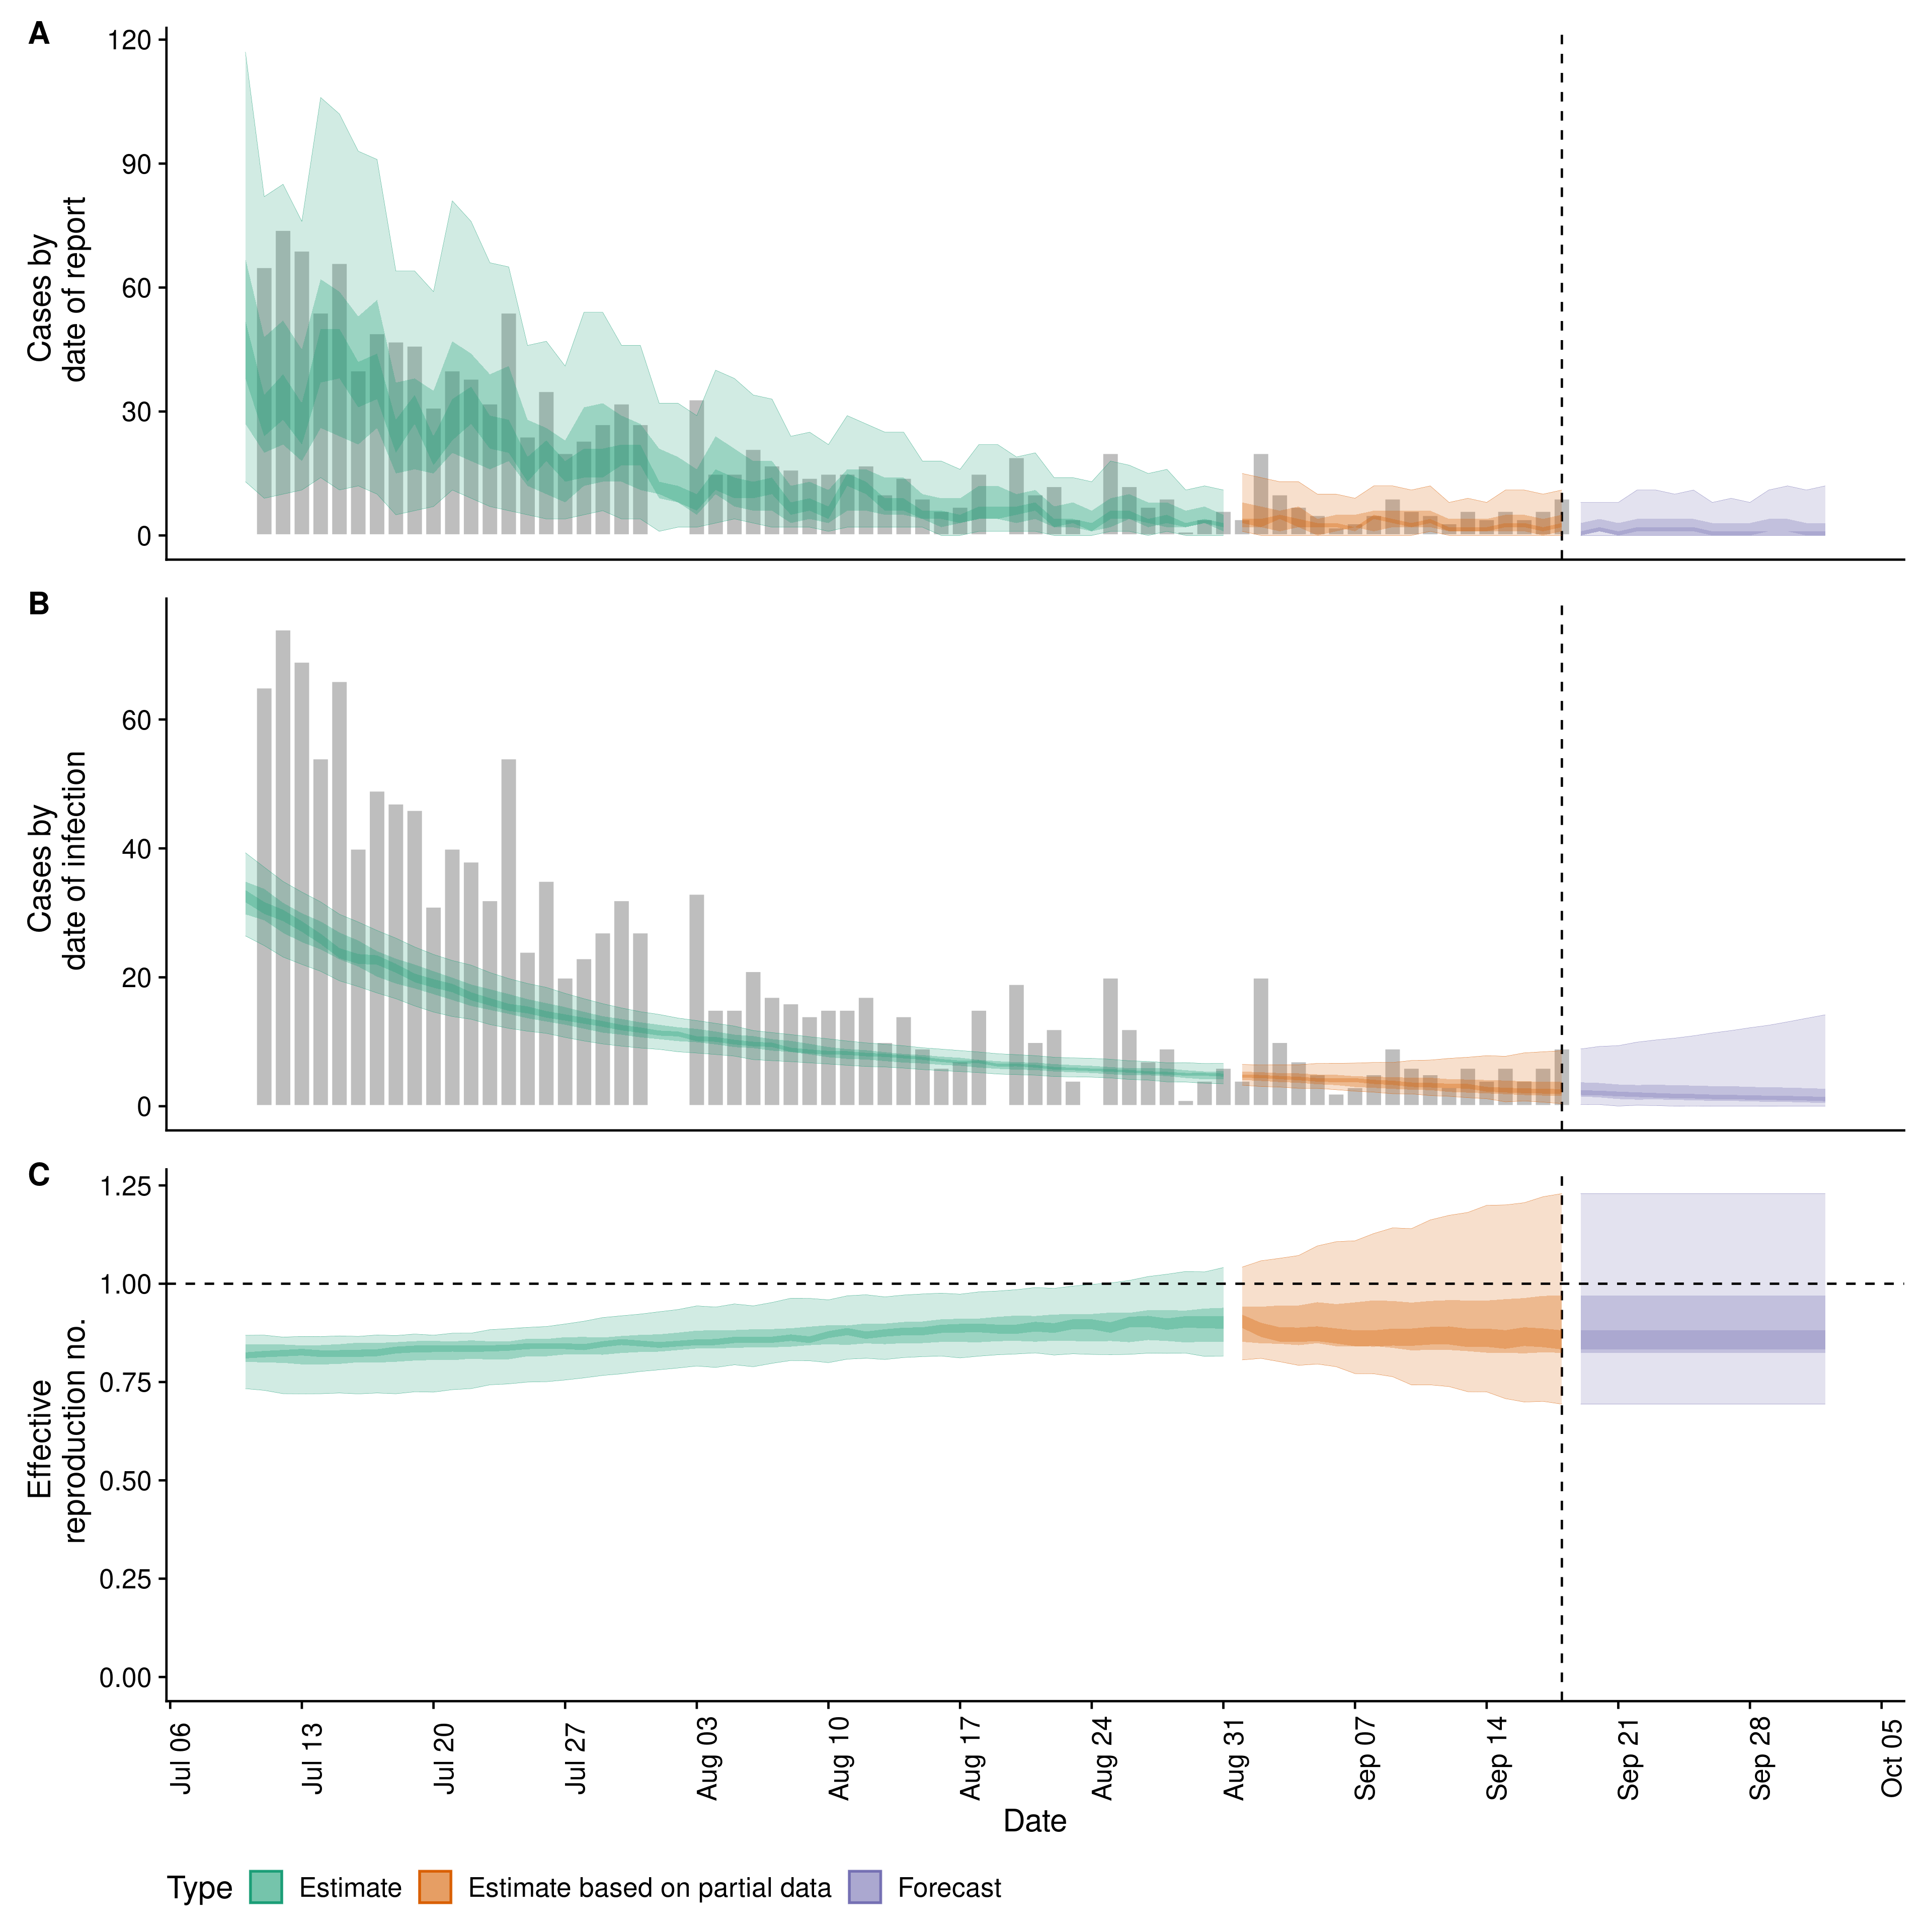 A
Cases by
date of report
120
90
60
30
0
B
Cases by
date of infection
60
40
20
0
C
Effective
reproduction no.
1.25
1.00
0.75
0.50
0.25
0.00
Jul 06
Jul 13
Jul 20
Jul 27
Aug 03
Aug 10
Aug 17
Aug 24
Aug 31
Sep 07
Sep 14
Sep 21
Sep 28
Oct 05
Date
Type Estimate Estimate based on partial data Forecast